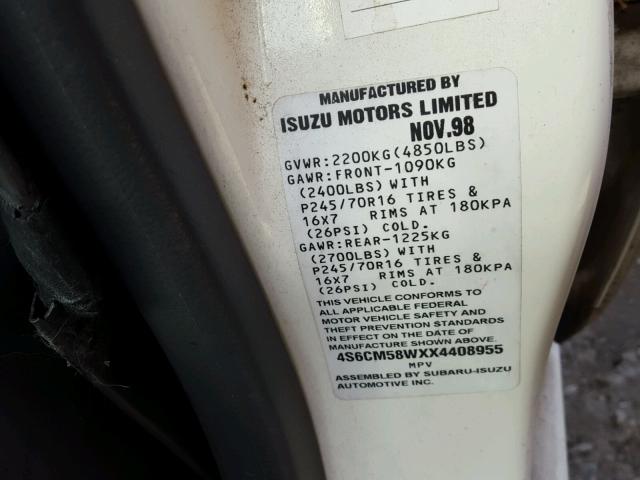 MANUFACTURED BY
ISUZU MOTORS LIMITED
NOV.98
GVWR:2200KG(4850LBS)
GAWR:FRONT-1090KG
(2400LBS)WITH
P245/70R16 TIRES &
16X7 RIMS AT 180KPA
(26PSI) COLD.
GAWR:REAR-1225KG
(2700LBS)WITH
P245/70R16 TIRES &
16X7 RIMS AT 180KPA
(26PSI) COLD.
THIS VEHICLE CONFORMS TO
ALL APPLICABLE FEDERAL
MOTOR VEHICLE SAFETY AND
THEFT PREVENTION STANDARDS
IN EFFECT ON THE DATE OF
MANUFACTURE SHOWN ABOVE.
4S6CM58WXX4408955
MPV
ASSEMBLED BY SUBARU-ISUZU
AUTOMOTIVE INC.